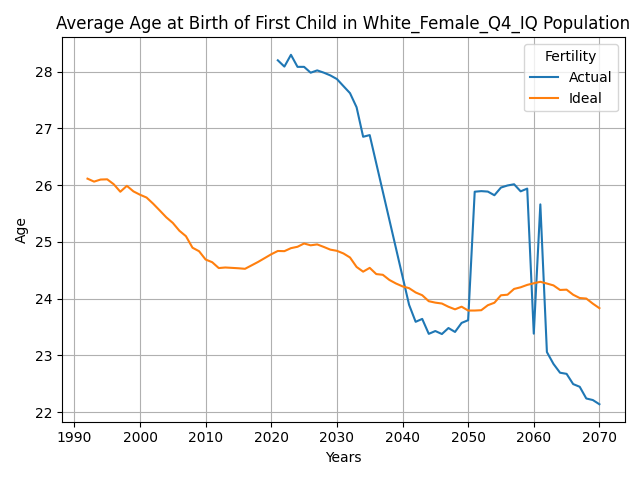 Average Age at Birth of First Child in White_Female_Q4_IQ Population
Fertility
Actual
Ideal
Age
28
27
26
25
24
23
22
1990
2000
2010
2020
2030
2040
2050
2060
2070
Years